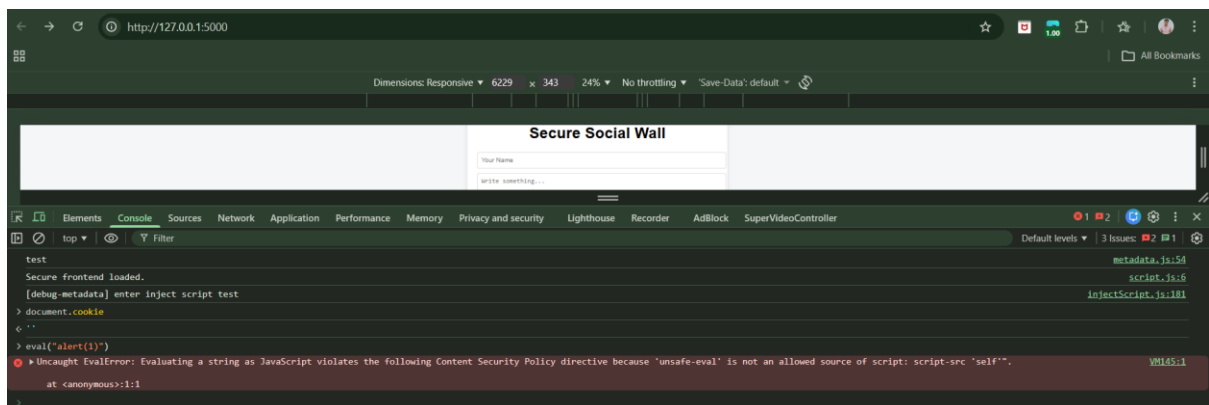 http://127.0.0.1:5000
1.00
All Bookmarks
Dimensions: Responsive ▼ 6229 x 343 24% ▼ No throttling ▼ 'Save-Data': default ▼
Secure Social Wall
Your Name
Write something...
Elements Console Sources Network Application Performance Memory Privacy and security Lighthouse Recorder AdBlock SuperVideoController 1 2
top ▼ Filter Default levels ▼ 3 Issues: 2 1
test metadata.js:54
Secure frontend loaded. script.js:6
[debug-metadata] enter inject script test injectScript.js:181
> document.cookie
< ''
> eval("alert(1)")
▶ Uncaught EvalError: Evaluating a string as JavaScript violates the following Content Security Policy directive because 'unsafe-eval' is not an allowed source of script: script-src 'self'". VM145:1
at <anonymous>:1:1
>